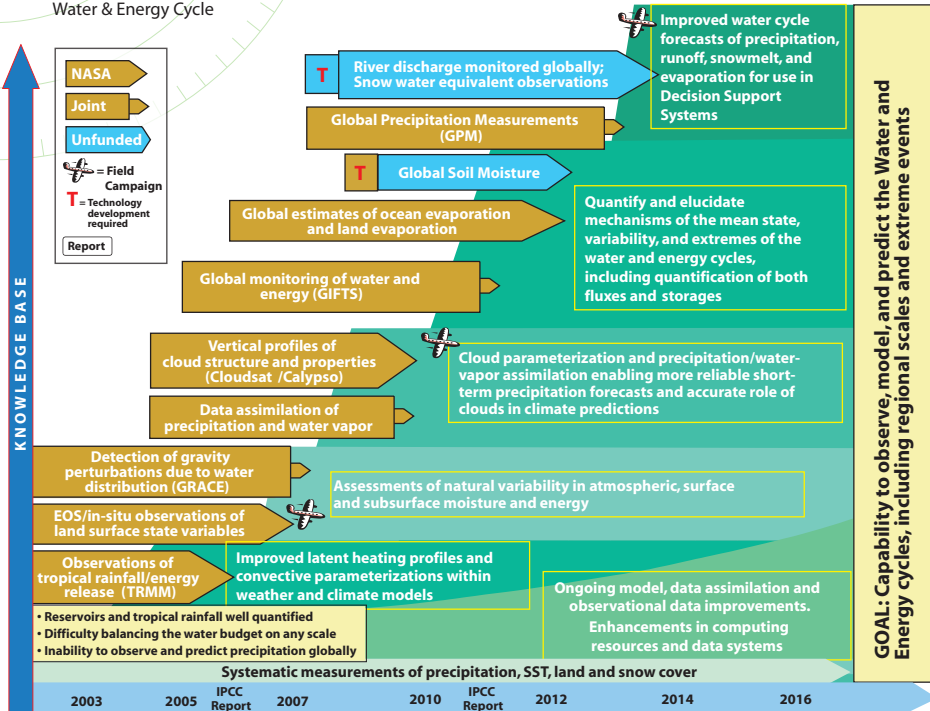 Water & Energy Cycle
NASA
Joint
Unfunded
= Field
Campaign
T = Technology
development
required
Report
KNOWLEDGE BASE
T
River discharge monitored globally;
Snow water equivalent observations
Improved water cycle
forecasts of precipitation,
runoff, snowmelt, and
evaporation for use in
Decision Support
Systems
Global Precipitation Measurements
(GPM)
T
Global Soil Moisture
Global estimates of ocean evaporation
and land evaporation
Quantify and elucidate
mechanisms of the mean state,
variability, and extremes of the
water and energy cycles,
including quantification of both
fluxes and storages
Global monitoring of water and
energy (GIFTS)
Vertical profiles of
cloud structure and properties
(Cloudsat /Calypso)
Cloud parameterization and precipitation/water-
vapor assimilation enabling more reliable short-
term precipitation forecasts and accurate role of
clouds in climate predictions
Data assimilation of
precipitation and water vapor
Detection of gravity
perturbations due to water
distribution (GRACE)
Assessments of natural variability in atmospheric, surface
and subsurface moisture and energy
EOS/in-situ observations of
land surface state variables
Observations of
tropical rainfall/energy
release (TRMM)
Improved latent heating profiles and
convective parameterizations within
weather and climate models
Ongoing model, data assimilation and
observational data improvements.
Enhancements in computing
resources and data systems
• Reservoirs and tropical rainfall well quantified
• Difficulty balancing the water budget on any scale
• Inability to observe and predict precipitation globally
Systematic measurements of precipitation, SST, land and snow cover
2003 2005 IPCC Report 2007 2010 IPCC Report 2012 2014 2016
GOAL: Capability to observe, model, and predict the Water and
Energy cycles, including regional scales and extreme events